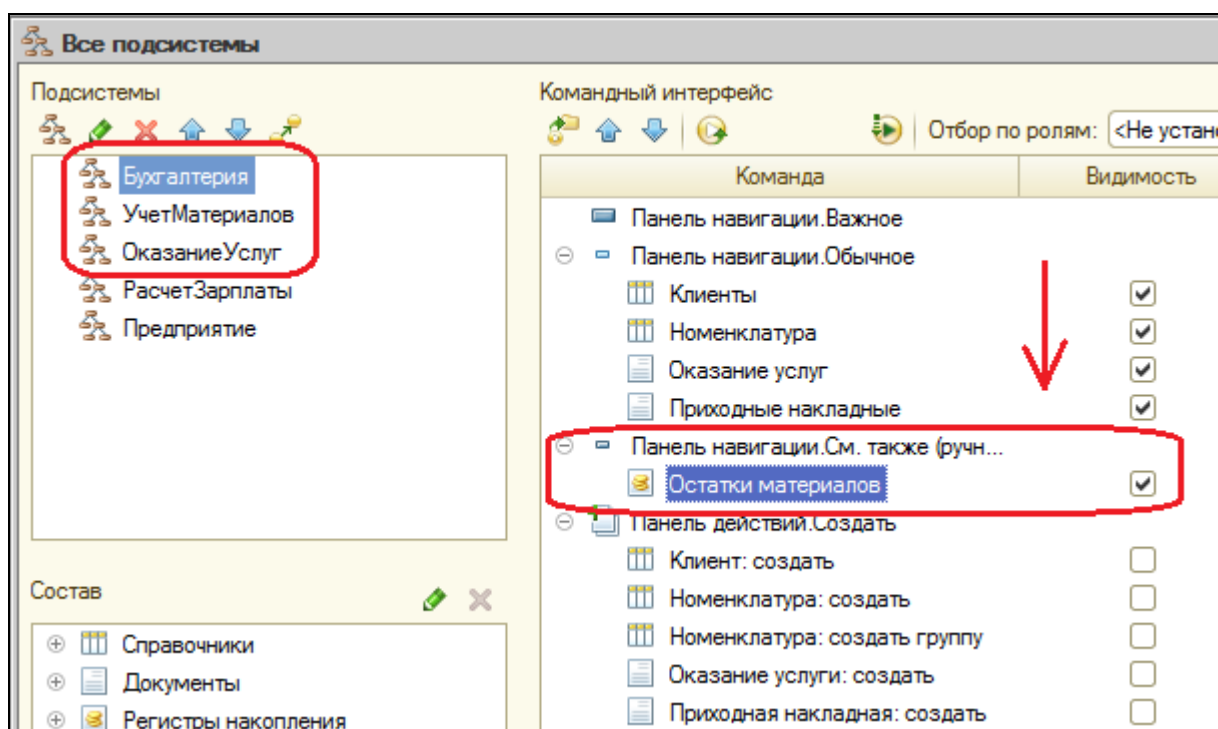 Все подсистемы
Подсистемы
Бухгалтерия
УчетМатериалов
ОказаниеУслуг
РасчетЗарплаты
Предприятие
Состав
Справочники
Документы
Регистры накопления
Командный интерфейс
Отбор по ролям: <Не устан
Команда Видимость
Панель навигации.Важное
Панель навигации.Обычное
Клиенты
Номенклатура
Оказание услуг
Приходные накладные
Панель навигации.См. также (ручн...
Остатки материалов
Панель действий.Создать
Клиент: создать
Номенклатура: создать
Номенклатура: создать группу
Оказание услуги: создать
Приходная накладная: создать